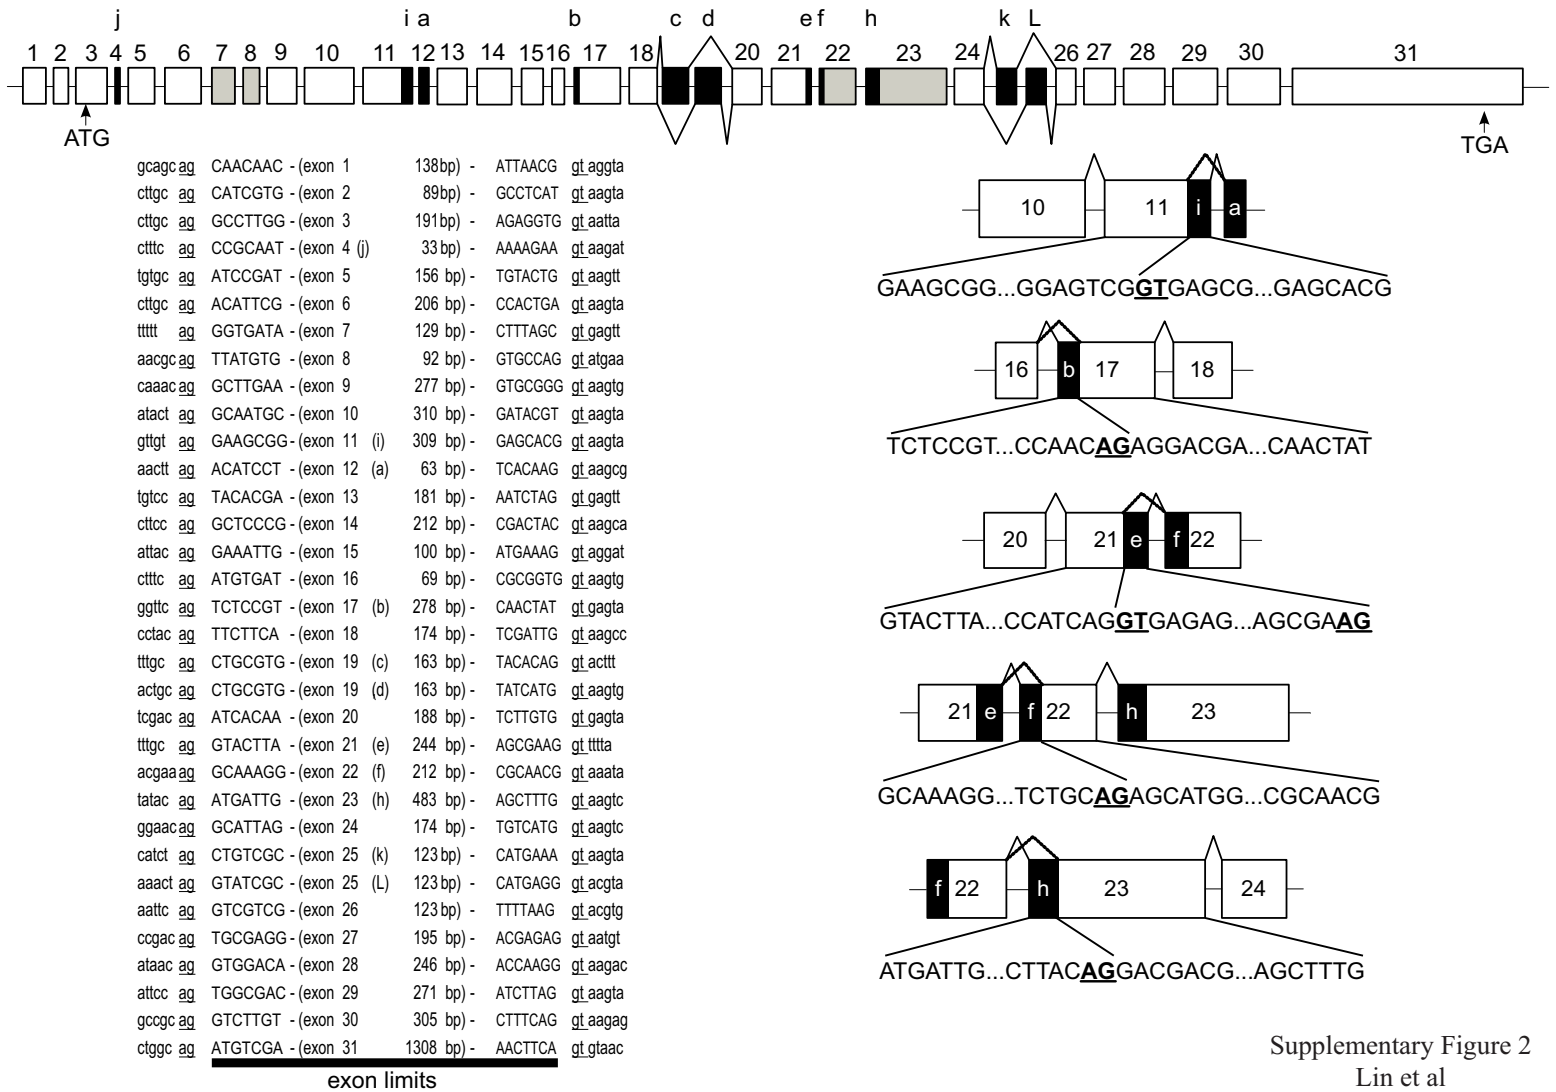 j i a b c d e f h k L
1 2 3 4 5 6 7 8 9 10 11 12 13 14 15 16 17 18 20 21 22 23 24 26 27 28 29 30 31
ATG TGA
gcagc ag CAACAAC - (exon 1 138bp) - ATTAACG gt aggta
cttgc ag CATCGTG - (exon 2 89bp) - GCCTCAT gt aagta
cttgc ag GCCTTGG - (exon 3 191bp) - AGAGGTG gt aatta
ctttc ag CCGCAAT - (exon 4 (j) 33bp) - AAAAGAA gt aagat
tgtgc ag ATCCGAT - (exon 5 156 bp) - TGTACTG gt aagtt
cttgc ag ACATTCG - (exon 6 206 bp) - CCACTGA gt aagta
ttttt ag GGTGATA - (exon 7 129 bp) - CTTTAGC gt gagtt
aacgc ag TTATGTG - (exon 8 92 bp) - GTGCCAG gt atgaa
caaac ag GCTTGAA - (exon 9 277 bp) - GTGCGGG gt aagtg
atact ag GCAATGC - (exon 10 310 bp) - GATACGT gt aagta
gttgt ag GAAGCGG - (exon 11 (i) 309 bp) - GAGCACG gt aagta
aactt ag ACATCCT - (exon 12 (a) 63 bp) - TCACAAG gt aagcg
tgtcc ag TACACGA - (exon 13 181 bp) - AATCTAG gt gagtt
cttcc ag GCTCCCG - (exon 14 212 bp) - CGACTAC gt aagca
attac ag GAAATTG - (exon 15 100 bp) - ATGAAAG gt aggat
ctttc ag ATGTGAT - (exon 16 69 bp) - CGCGGTG gt aagtg
ggttc ag TCTCCGT - (exon 17 (b) 278 bp) - CAACTAT gt gagta
cctac ag TTCTTCA - (exon 18 174 bp) - TCGATTG gt aagcc
tttgc ag CTGCGTG - (exon 19 (c) 163 bp) - TACACAG gt acttt
actgc ag CTGCGTG - (exon 19 (d) 163 bp) - TATCATG gt aagtg
tcgac ag ATCACAA - (exon 20 188 bp) - TCTTGTG gt gagta
tttgc ag GTACTTA - (exon 21 (e) 244 bp) - AGCGAAG gt tttta
acgaa ag GCAAAGG - (exon 22 (f) 212 bp) - CGCAACG gt aaata
tatac ag ATGATTG - (exon 23 (h) 483 bp) - AGCTTTG gt aagtc
ggaac ag GCATTAG - (exon 24 174 bp) - TGTCATG gt aagtc
catct ag CTGTCGC - (exon 25 (k) 123bp) - CATGAAA gt aagta
aaact ag GTATCGC - (exon 25 (L) 123bp) - CATGAGG gt acgta
aattc ag GTCGTCG - (exon 26 123bp) - TTTTAAG gt acgtg
ccgac ag TGCGAGG - (exon 27 195 bp) - ACGAGAG gt aatgt
ataac ag GTGGACA - (exon 28 246 bp) - ACCAAGG gt aagac
attcc ag TGGCGAC - (exon 29 271 bp) - ATCTTAG gt aagta
gccgc ag GTCTTGT - (exon 30 305 bp) - CTTTCAG gt aagag
ctggc ag ATGTCGA - (exon 31 1308 bp) - AACTTCA gt gtaac
exon limits
10 11 i a
GAAGCGG...GGAGTCGGTGAGCG...GAGCACG
16 b 17 18
TCTCCGT...CCAACAGAGGACGA...CAACTAT
20 21 e f 22
GTACTTA...CCATCAGGTGAGAG...AGCGAAG
21 e f 22 h 23
GCAAAGG...TCTGCAGAGCATGG...CGCAACG
f 22 h 23 24
ATGATTG...CTTACAGGACGACG...AGCTTTG
Supplementary Figure 2
Lin et al